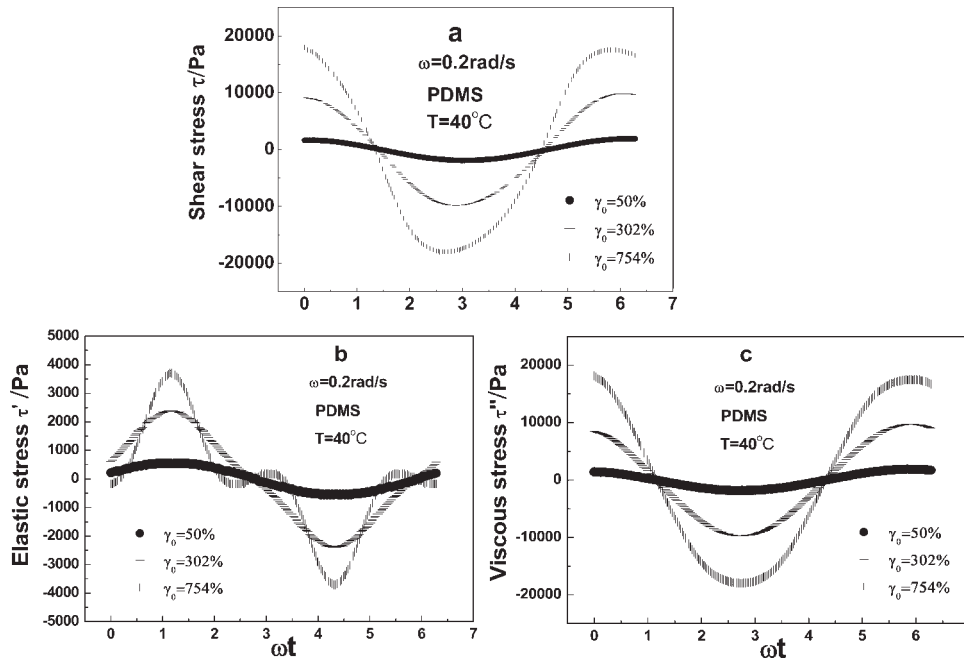 a
20000
10000
0
-10000
-20000
Shear stress τ/Pa
ω=0.2rad/s
PDMS
T=40°C
● γ₀=50%
— γ₀=302%
| γ₀=754%
0 1 2 3 4 5 6 7
b
5000
4000
3000
2000
1000
0
-1000
-2000
-3000
-4000
-5000
Elastic stress τ'/Pa
ω=0.2rad/s
PDMS
T=40°C
● γ₀=50%
— γ₀=302%
| γ₀=754%
0 1 2 3 4 5 6 7
ωt
c
20000
10000
0
-10000
-20000
Viscous stress τ"/Pa
ω=0.2rad/s
PDMS
T=40°C
● γ₀=50%
— γ₀=302%
| γ₀=754%
0 1 2 3 4 5 6
ωt